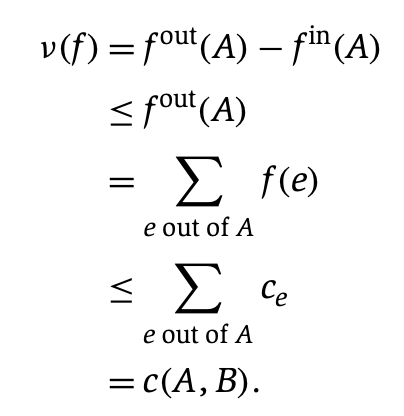 ν(f) = f^out(A) − f^in(A)
≤ f^out(A)
= ∑ f(e)
e out of A
≤ ∑ c_e
e out of A
= c(A, B).